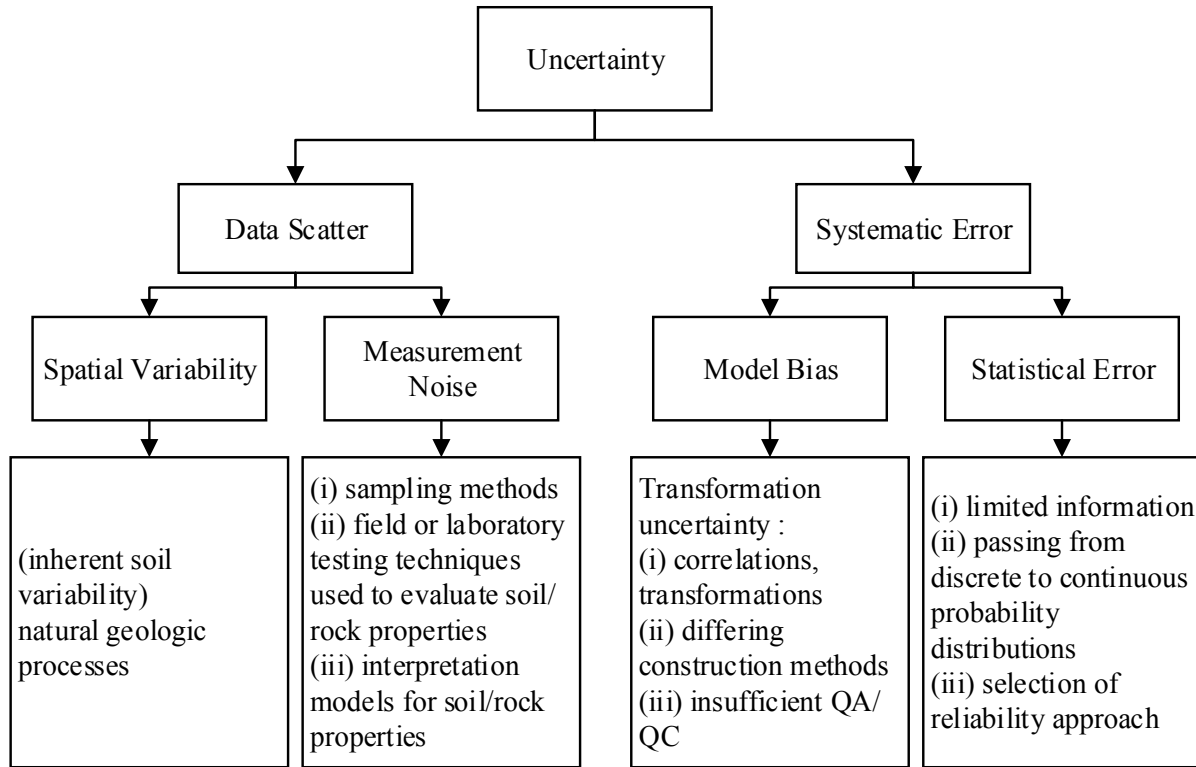 Uncertainty
Data Scatter
Systematic Error
Spatial Variability
Measurement
Noise
Model Bias
Statistical Error
(inherent soil
variability)
natural geologic
processes
(i) sampling methods
(ii) field or laboratory
testing techniques
used to evaluate soil/
rock properties
(iii) interpretation
models for soil/rock
properties
Transformation
uncertainty :
(i) correlations,
transformations
(ii) differing
construction methods
(iii) insufficient QA/
QC
(i) limited information
(ii) passing from
discrete to continuous
probability
distributions
(iii) selection of
reliability approach